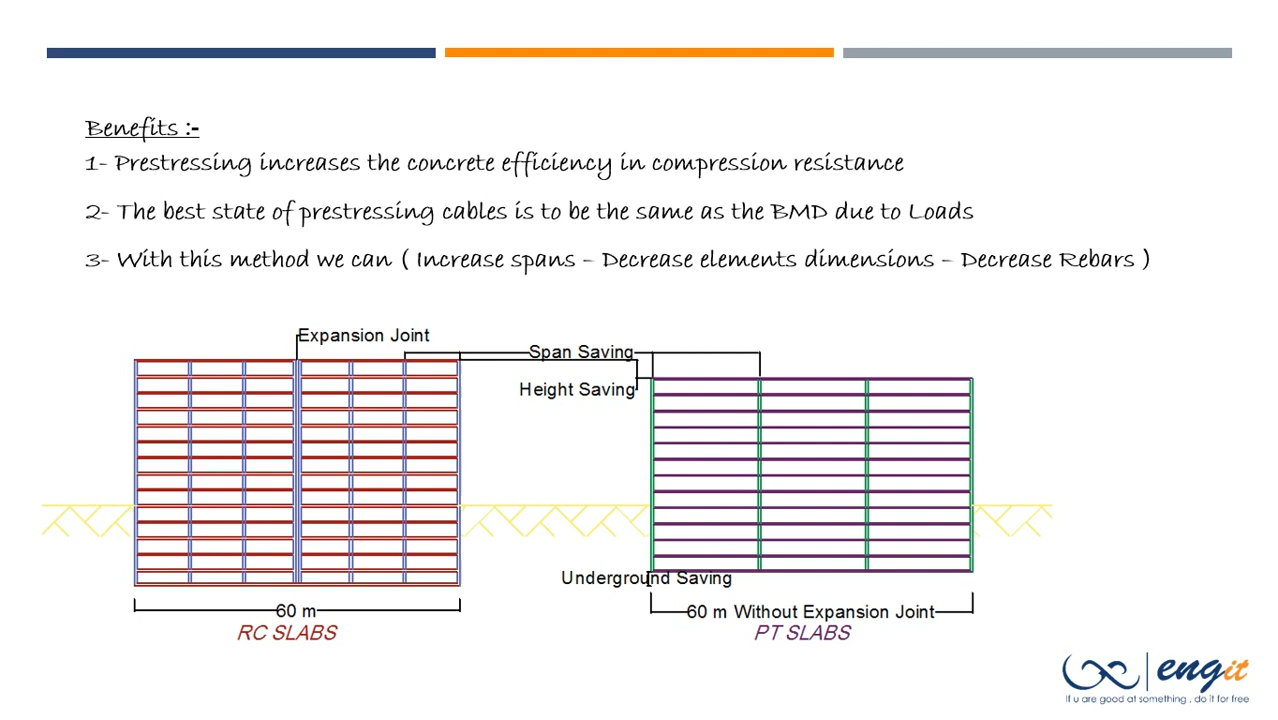 Benefits :-
1- Prestressing increases the concrete efficiency in compression resistance
2- The best state of prestressing cables is to be the same as the BMD due to Loads
3- With this method we can ( Increase spans – Decrease elements dimensions – Decrease Rebars )
Expansion Joint
Span Saving
Height Saving
Underground Saving
60 m
RC SLABS
60 m Without Expansion Joint
PT SLABS
engit
If u are good at something , do it for free